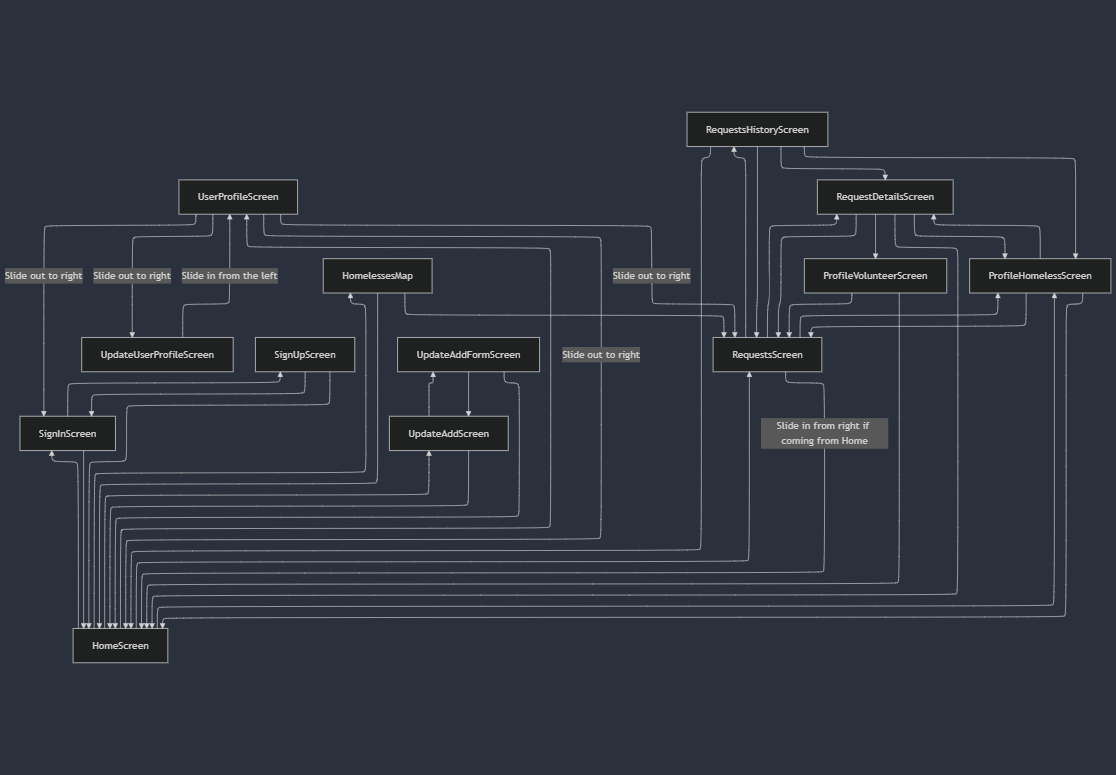 RequestsHistoryScreen
UserProfileScreen
RequestDetailsScreen
Slide out to right
Slide out to right
Slide in from the left
HomelessesMap
Slide out to right
ProfileVolunteerScreen
ProfileHomelessScreen
UpdateUserProfileScreen
SignUpScreen
UpdateAddFormScreen
Slide out to right
RequestsScreen
SignInScreen
UpdateAddScreen
Slide in from right if
coming from Home
HomeScreen